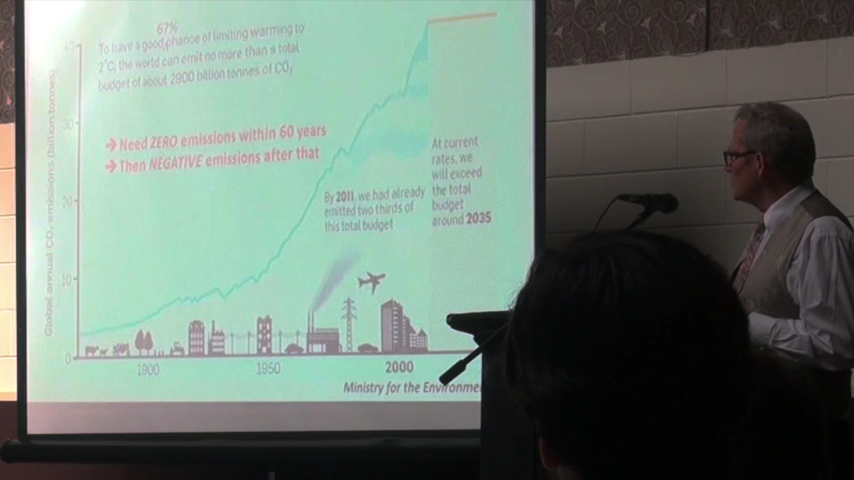 67%
To have a good chance of limiting warming to
2°C, the world can emit no more than a total
budget of about 2900 billion tonnes of CO₂
→ Need ZERO emissions within 60 years
→ Then NEGATIVE emissions after that
By 2011, we had already
emitted two thirds of
this total budget
At current
rates, we
will exceed
the total
budget
around 2035
Global annual CO₂ emissions (billion tonnes)
40
30
20
10
0
1900
1950
2000
Ministry for the Environme